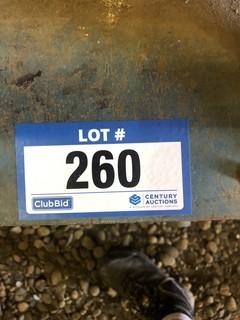 LOT #
260
ClubBid
CENTURY
AUCTIONS